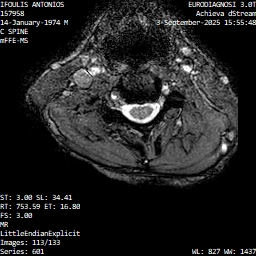 IFOULIS ANTONIOS
157958
14-January-1974 M
C SPINE
mFFE-MS
EURODIAGNOSI 3.0T
Achieva dStream
3-September-2025 15:55:48
ST: 3.00 SL: 34.41
RT: 753.59 ET: 16.80
FS: 3.00
MR
LittleEndianExplicit
Images: 113/133
Series: 601
WL: 827 WW: 1437